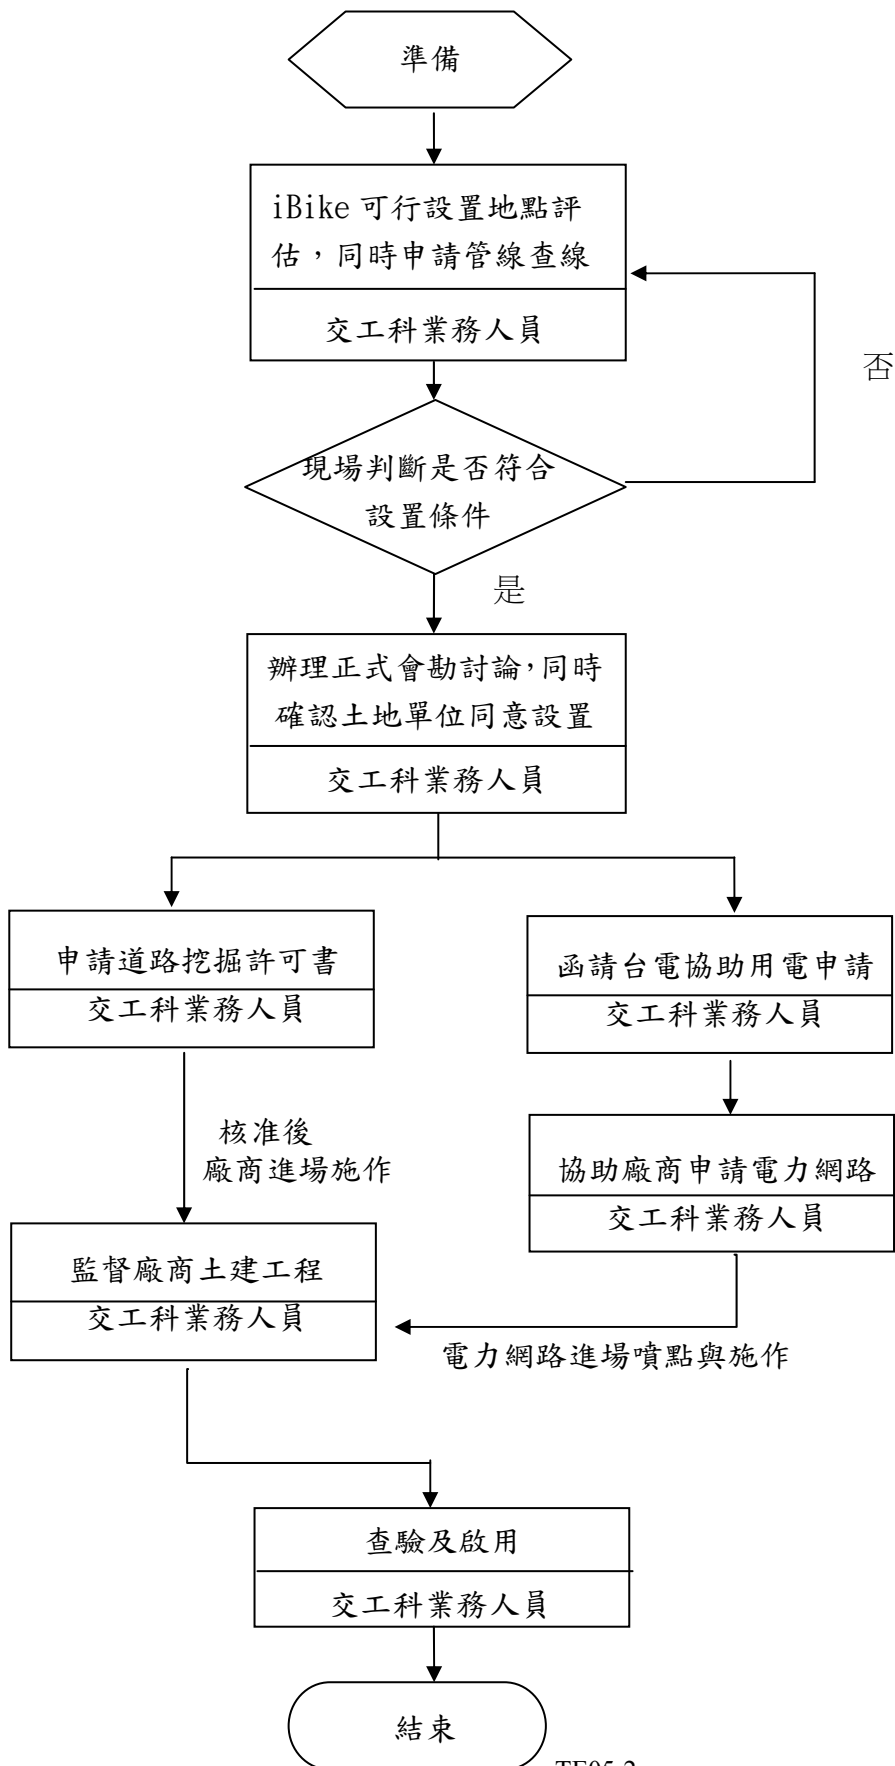 準備
iBike 可行設置地點評
估，同時申請管線查線
交工科業務人員
否
現場判斷是否符合
設置條件
是
辦理正式會勘討論，同時
確認土地單位同意設置
交工科業務人員
申請道路挖掘許可書
交工科業務人員
函請台電協助用電申請
交工科業務人員
核准後
廠商進場施作
協助廠商申請電力網路
交工科業務人員
監督廠商土建工程
交工科業務人員
電力網路進場噴點與施作
查驗及啟用
交工科業務人員
結束